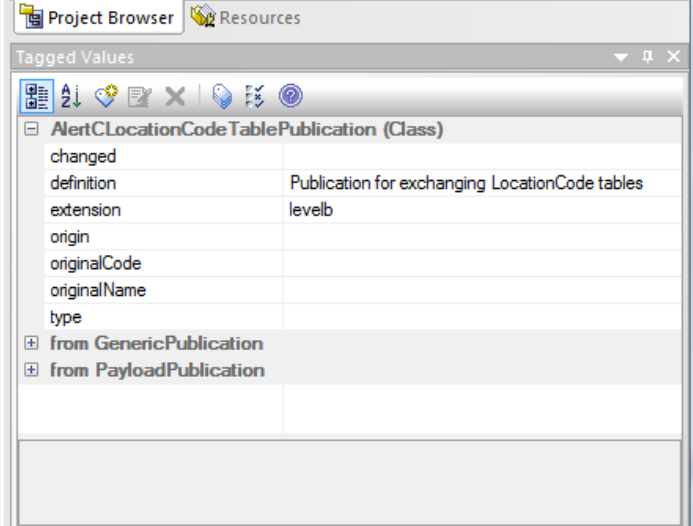 Project Browser Resources
Tagged Values
AlertCLocationCodeTablePublication (Class)
changed
definition Publication for exchanging LocationCode tables
extension levelb
origin
originalCode
originalName
type
from GenericPublication
from PayloadPublication